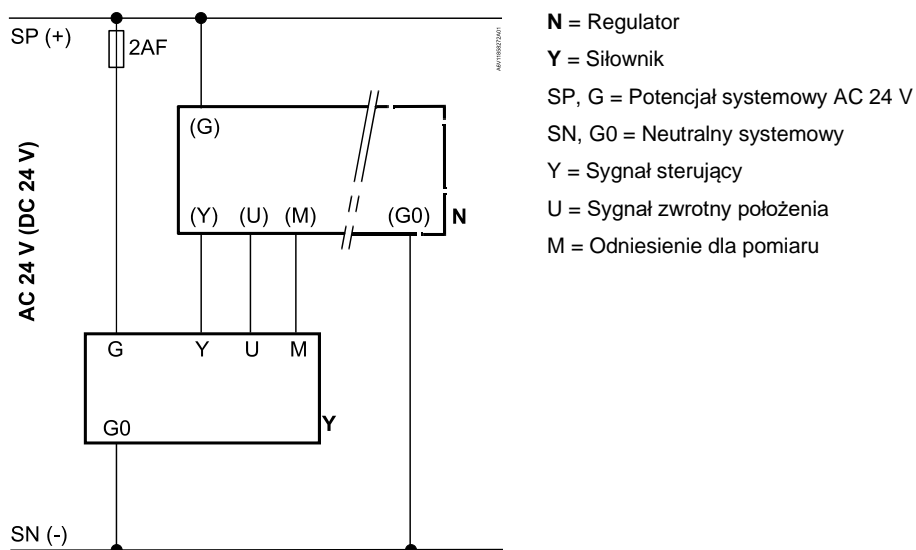 SP (+)
2AF
(G)
(Y) (U) (M) (G0) N
AC 24 V (DC 24 V)
G Y U M
G0
Y
SN (-)
N = Regulator
Y = Siłownik
SP, G = Potencjał systemowy AC 24 V
SN, G0 = Neutralny systemowy
Y = Sygnał sterujący
U = Sygnał zwrotny położenia
M = Odniesienie dla pomiaru